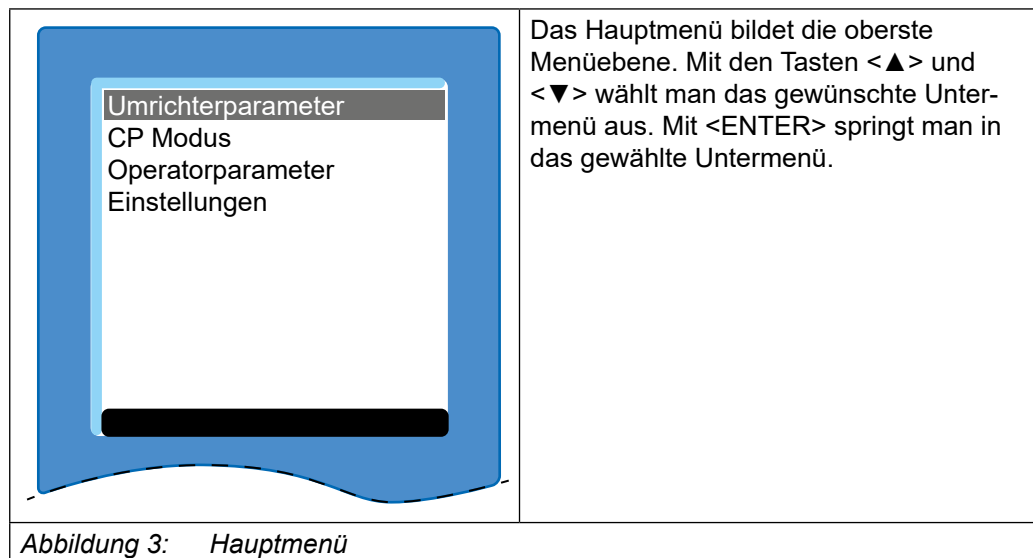 Umrichterparameter
CP Modus
Operatorparameter
Einstellungen
Das Hauptmenü bildet die oberste
Menüebene. Mit den Tasten <▲> und
<▼> wählt man das gewünschte Unter-
menü aus. Mit <ENTER> springt man in
das gewählte Untermenü.
Abbildung 3: Hauptmenü